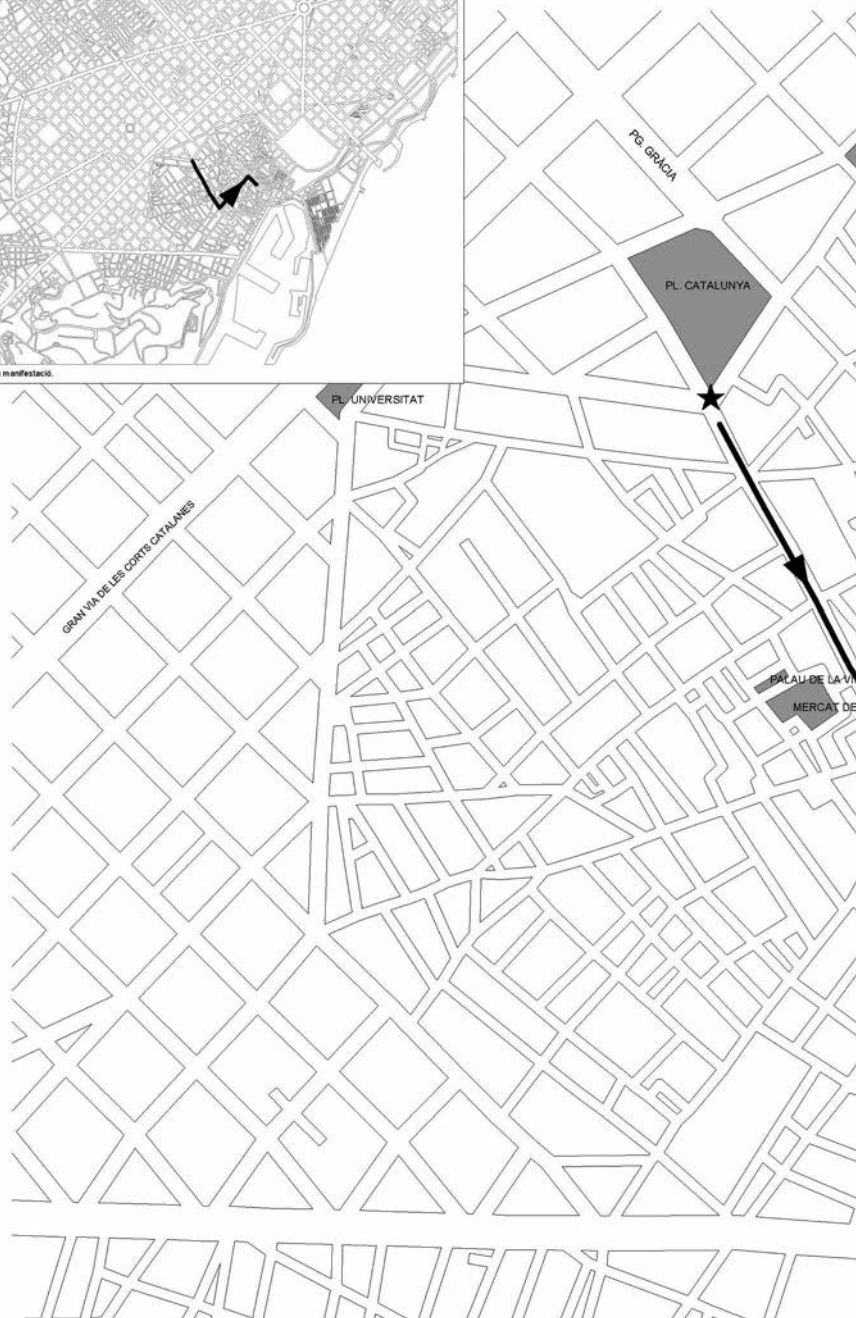 PG. GRÀCIA
PL. CATALUNYA
manifestació.
PL. UNIVERSITAT
GRAN VIA DE LES CORTS CATALANES
PALAU DE LA VI
MERCAT DE